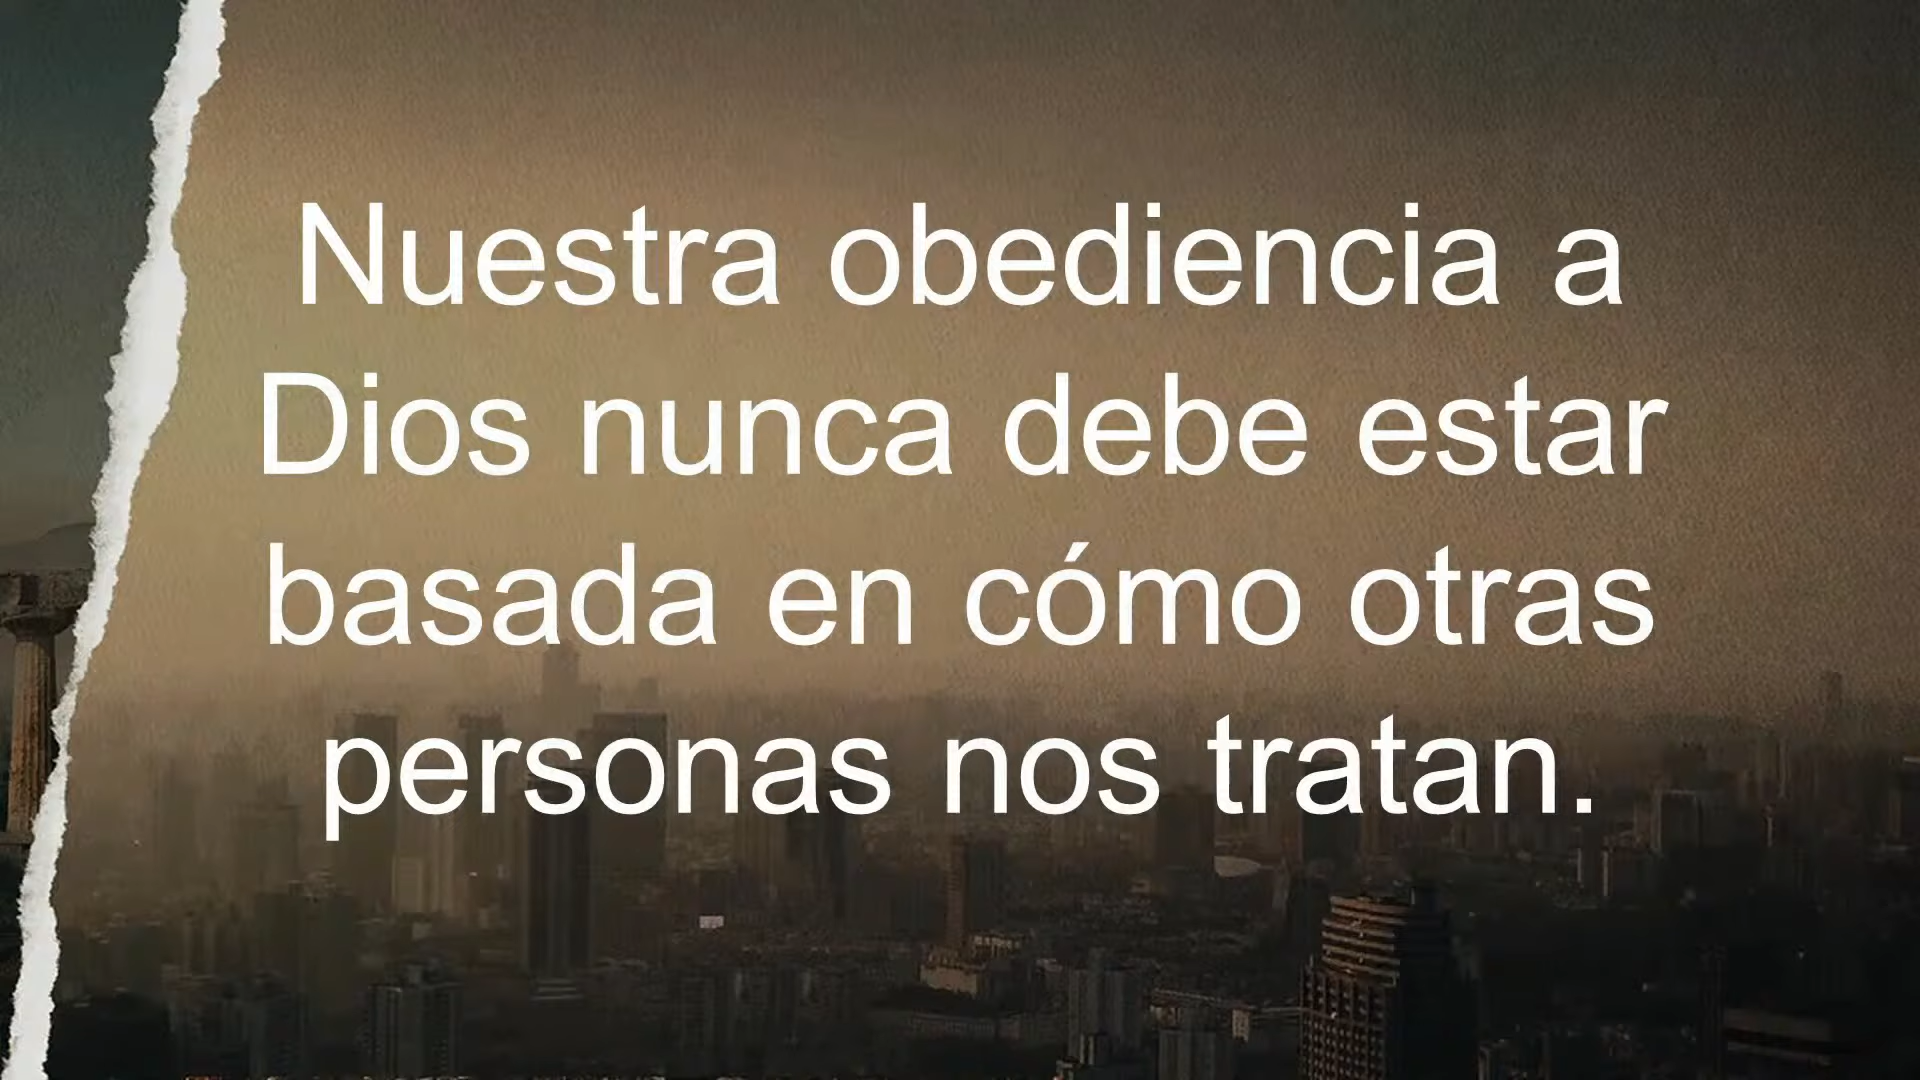 Nuestra obediencia a
Dios nunca debe estar
basada en cómo otras
personas nos tratan.